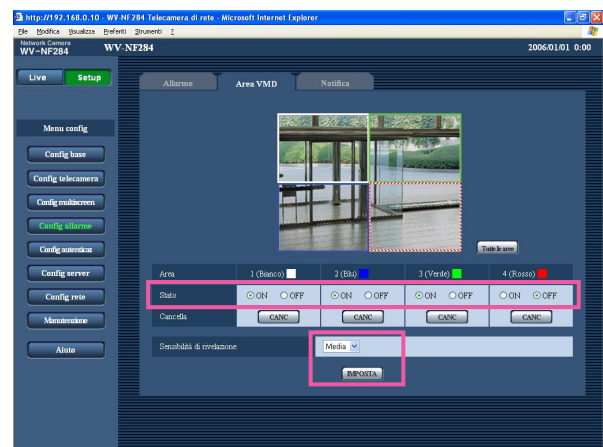 http://192.168.0.10 - WV-NF284 Telecamera di rete - Microsoft Internet Explorer
File Modifica Visualizza Preferiti Strumenti ?
Network Camera
WV-NF284
WV-NF284
2006/01/01 0:00
Live Setup
Allarme Area VMD Notifica
Menu config
Config base
Config telecamera
Config multiscreen
Config allarme
Config autenticaz
Config server
Config rete
Manutenzione
Aiuto
Tutte le aree
Area 1 (Bianco) 2 (Blu) 3 (Verde) 4 (Rosso)
Stato ON OFF ON OFF ON OFF ON OFF
Cancella CANC CANC CANC CANC
Sensibilità di rivelazione Media
IMPOSTA